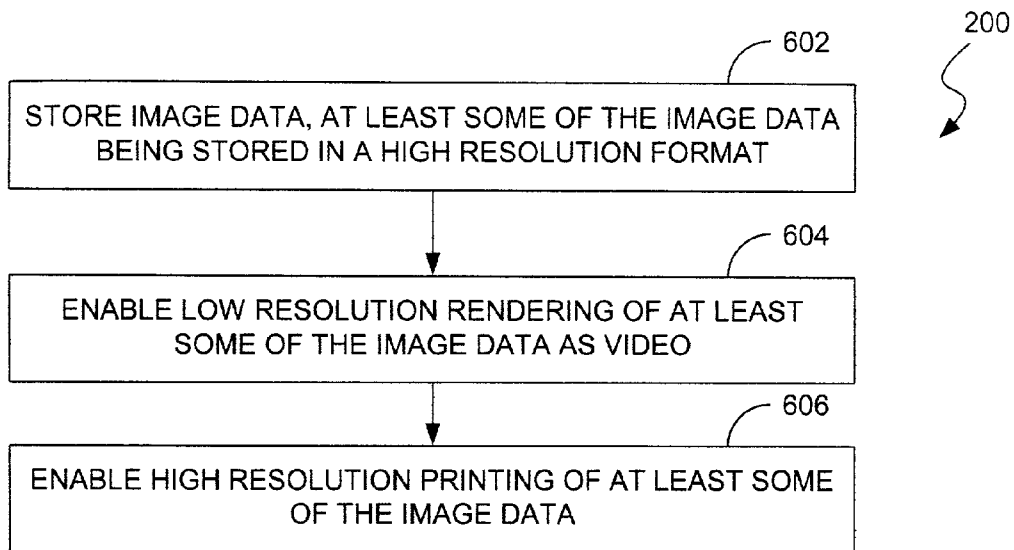 200
602
STORE IMAGE DATA, AT LEAST SOME OF THE IMAGE DATA
BEING STORED IN A HIGH RESOLUTION FORMAT
604
ENABLE LOW RESOLUTION RENDERING OF AT LEAST
SOME OF THE IMAGE DATA AS VIDEO
606
ENABLE HIGH RESOLUTION PRINTING OF AT LEAST SOME
OF THE IMAGE DATA